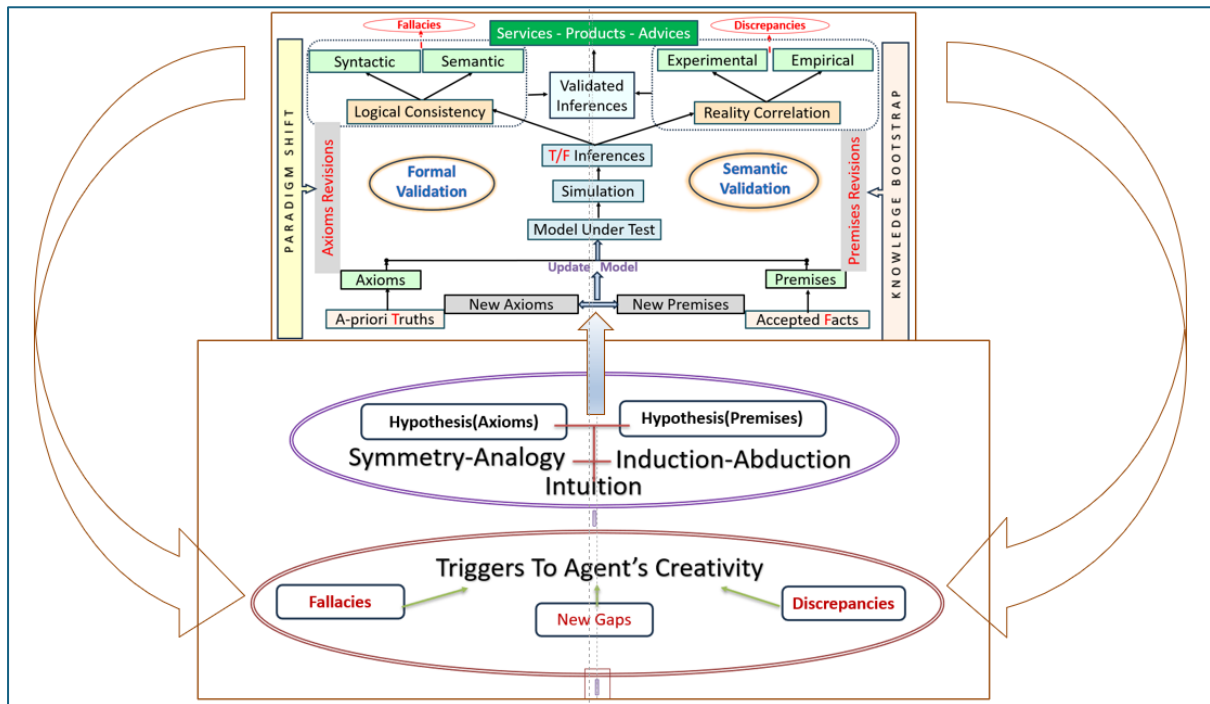 Fallacies
Discrepancies
Services - Products - Advices
Syntactic
Semantic
Experimental
Empirical
Validated
Inferences
Logical Consistency
Reality Correlation
PARADIGM SHIFT
Axioms Revisions
T/F Inferences
Formal
Validation
Semantic
Validation
Simulation
Model Under Test
Premises Revisions
KNOWLEDGE BOOTSTRAP
Update Model
Axioms
Premises
New Axioms
New Premises
A-priori Truths
Accepted Facts
Hypothesis(Axioms)
Hypothesis(Premises)
Symmetry-Analogy
Induction-Abduction
Intuition
Triggers To Agent's Creativity
Fallacies
New Gaps
Discrepancies